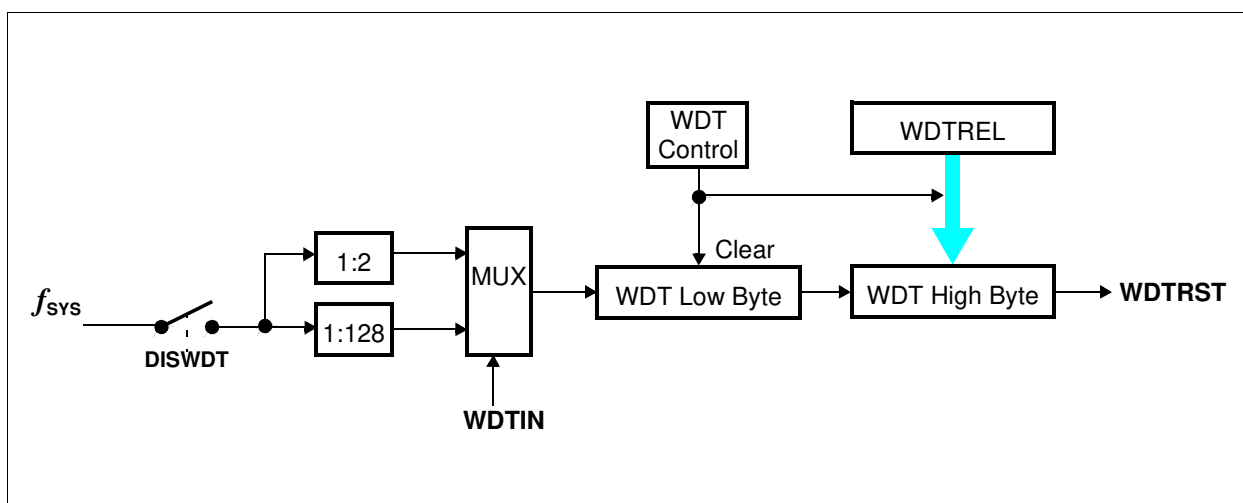 WDT
Control
WDTREL
Clear
1:2
MUX
WDT Low Byte
WDT High Byte
WDTRST
fSYS
1:128
DISWDT
WDTIN